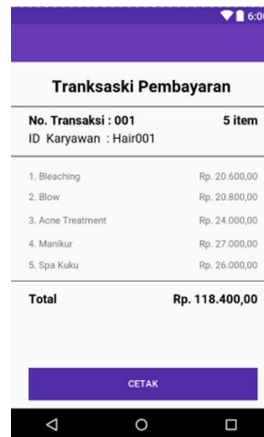 6:00
Tranksaski Pembayaran
No. Transaksi : 001 5 item
ID Karyawan : Hair001
1. Bleaching Rp. 20.600,00
2. Blow Rp. 20.800,00
3. Acne Treatment Rp. 24.000,00
4. Manikur Rp. 27.000,00
5. Spa Kuku Rp. 26.000,00
Total Rp. 118.400,00
CETAK